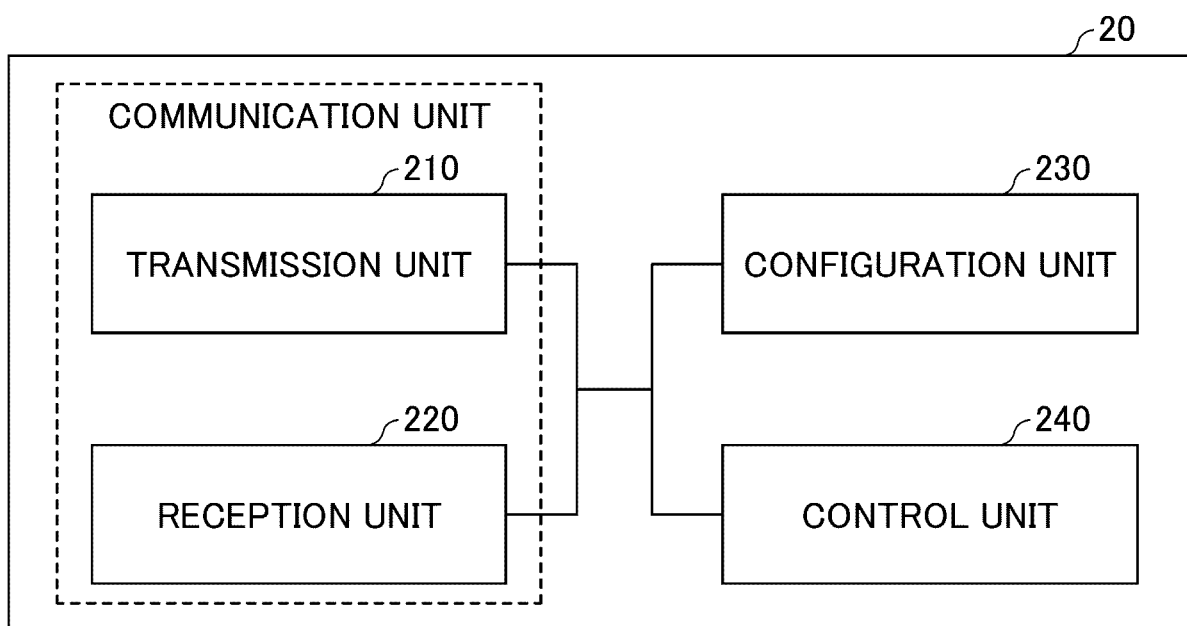 20
COMMUNICATION UNIT
210
TRANSMISSION UNIT
230
CONFIGURATION UNIT
220
RECEPTION UNIT
240
CONTROL UNIT